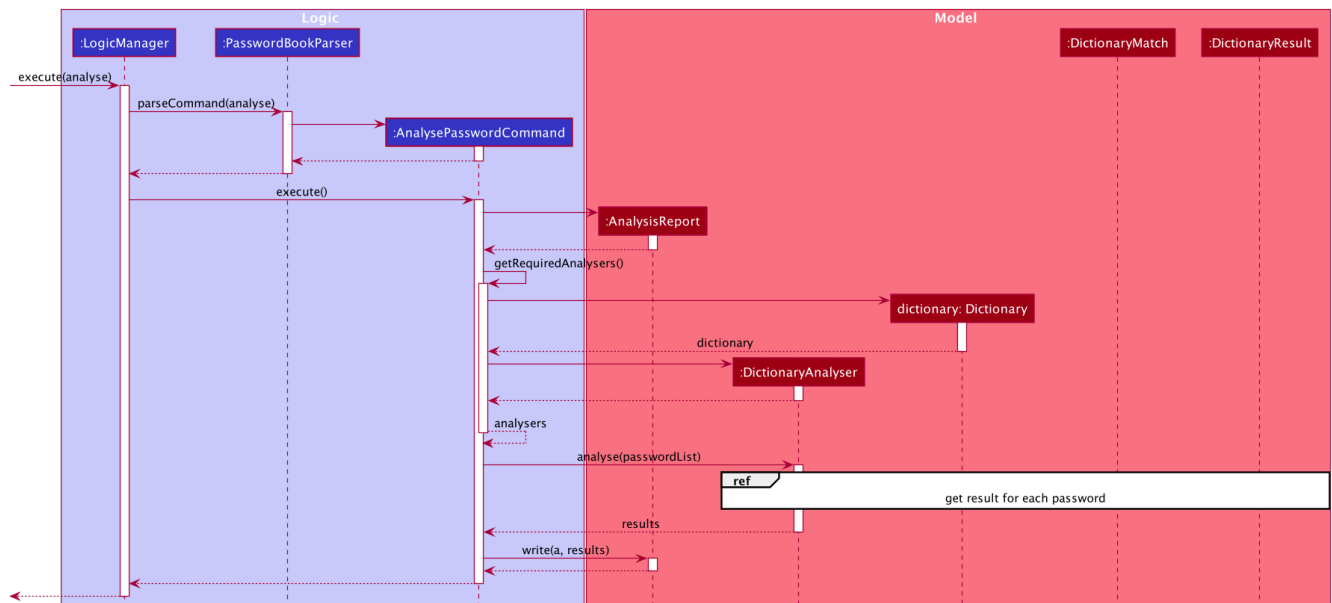 Logic
Model
:LogicManager
:PasswordBookParser
:DictionaryMatch
:DictionaryResult
execute(analyse)
parseCommand(analyse)
:AnalysePasswordCommand
execute()
:AnalysisReport
getRequiredAnalysers()
dictionary: Dictionary
dictionary
:DictionaryAnalyser
analysers
analyse(passwordList)
ref
get result for each password
results
write(a, results)